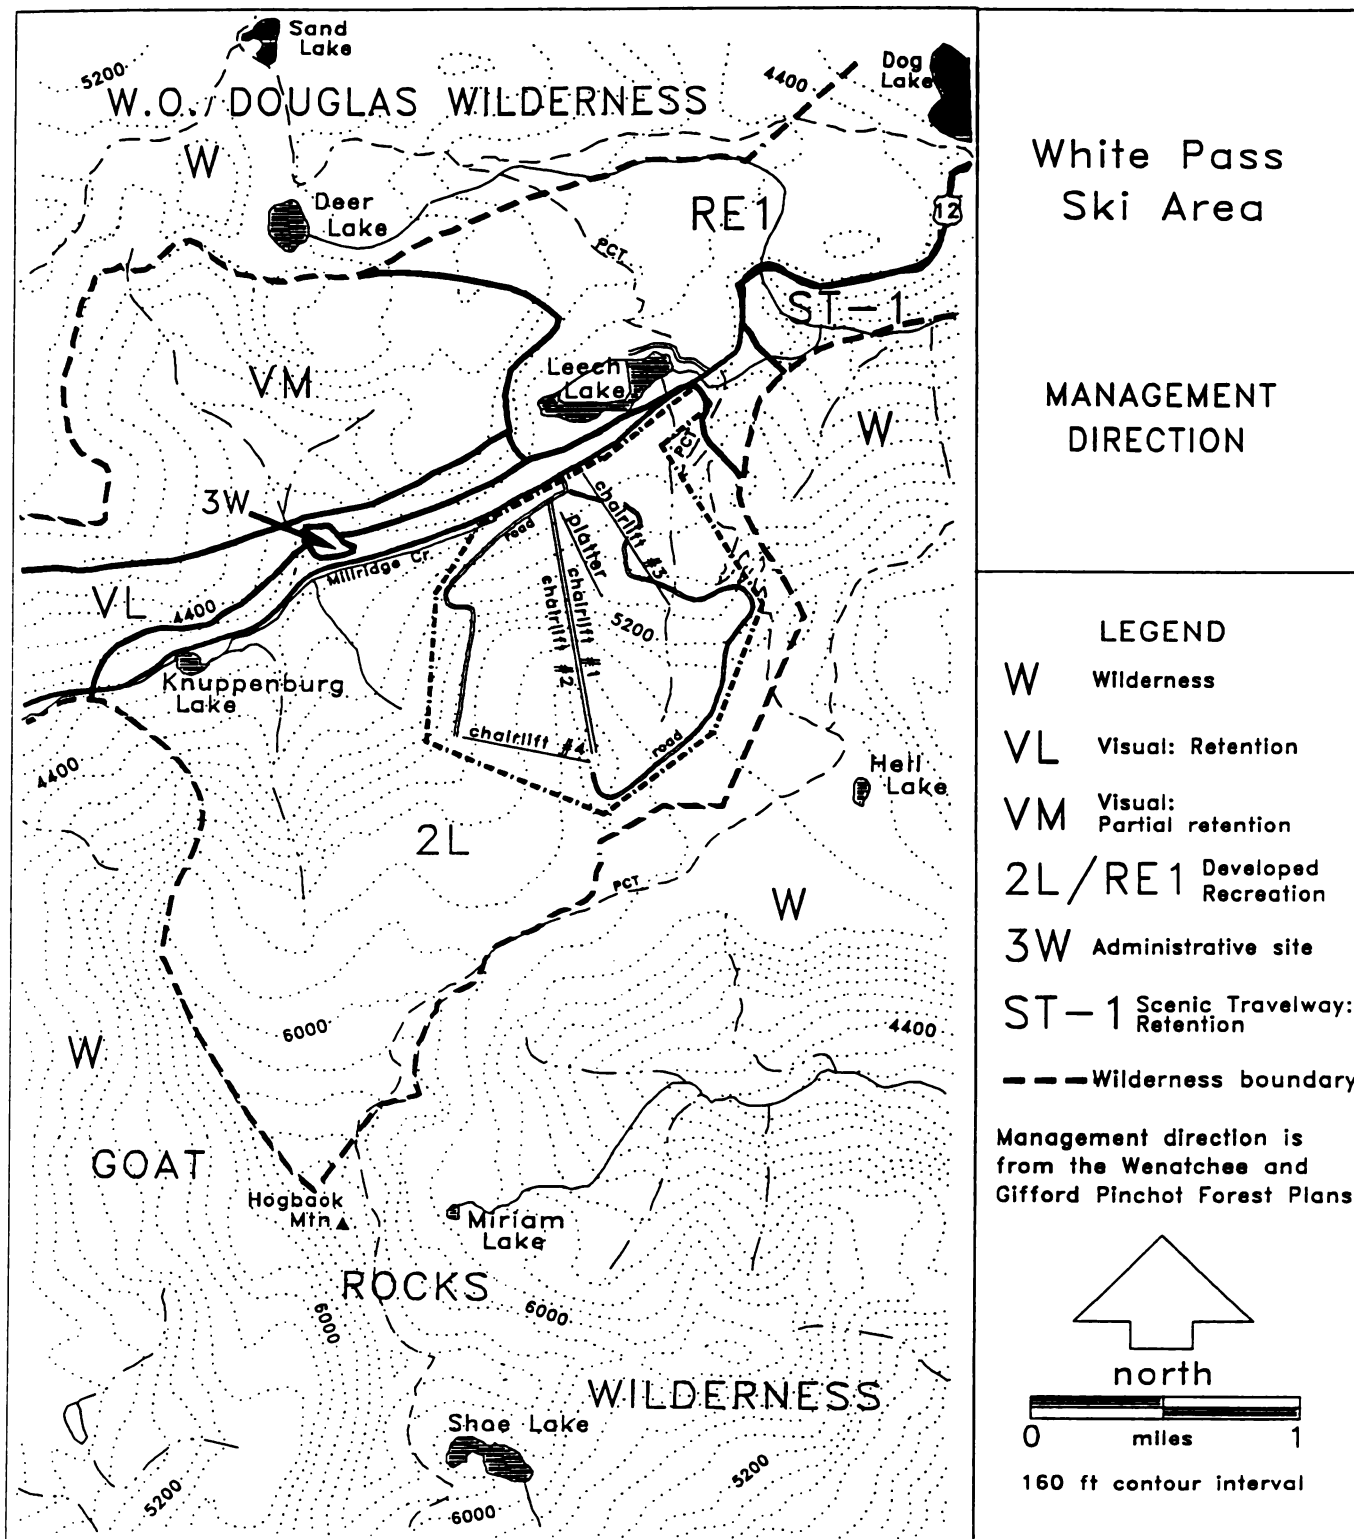 Sand
Lake
Dog
Lake
5200
4400
W.O. DOUGLAS WILDERNESS
W
Deer
Lake
RE1
12
PCT
ST-1
VM
Leech
Lake
W
PCT
3W
chairlift #3
platter
road
Millridge Cr.
chairlift #1
chairlift #2
5200
VL
4400
Knuppenburg
Lake
chairlift #4
road
4400
Hell
Lake
2L
PCT
W
6000
4400
W
GOAT
Hogback
Mtn
Miriam
Lake
ROCKS
6000
6000
WILDERNESS
Shoe Lake
5200
5200
6000
White Pass
Ski Area
MANAGEMENT
DIRECTION
LEGEND
W Wilderness
VL Visual: Retention
VM Visual:
Partial retention
2L/RE1 Developed
Recreation
3W Administrative site
ST-1 Scenic Travelway:
Retention
Wilderness boundary
Management direction is
from the Wenatchee and
Gifford Pinchot Forest Plans
north
0 miles 1
160 ft contour interval